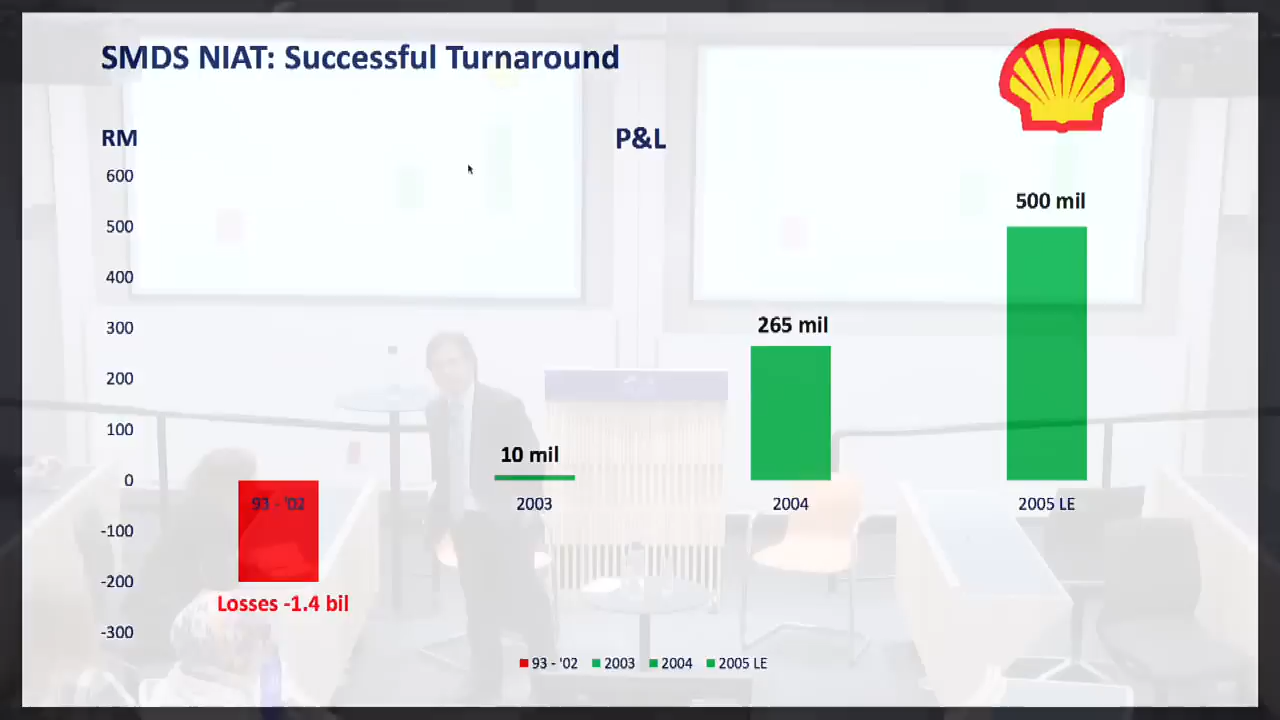 SMDS NIAT: Successful Turnaround
RM
P&L
600
500 mil
500
400
300
265 mil
200
100
10 mil
0
93 - '02
2003
2004
2005 LE
-100
-200
Losses -1.4 bil
-300
93 - '02 2003 2004 2005 LE